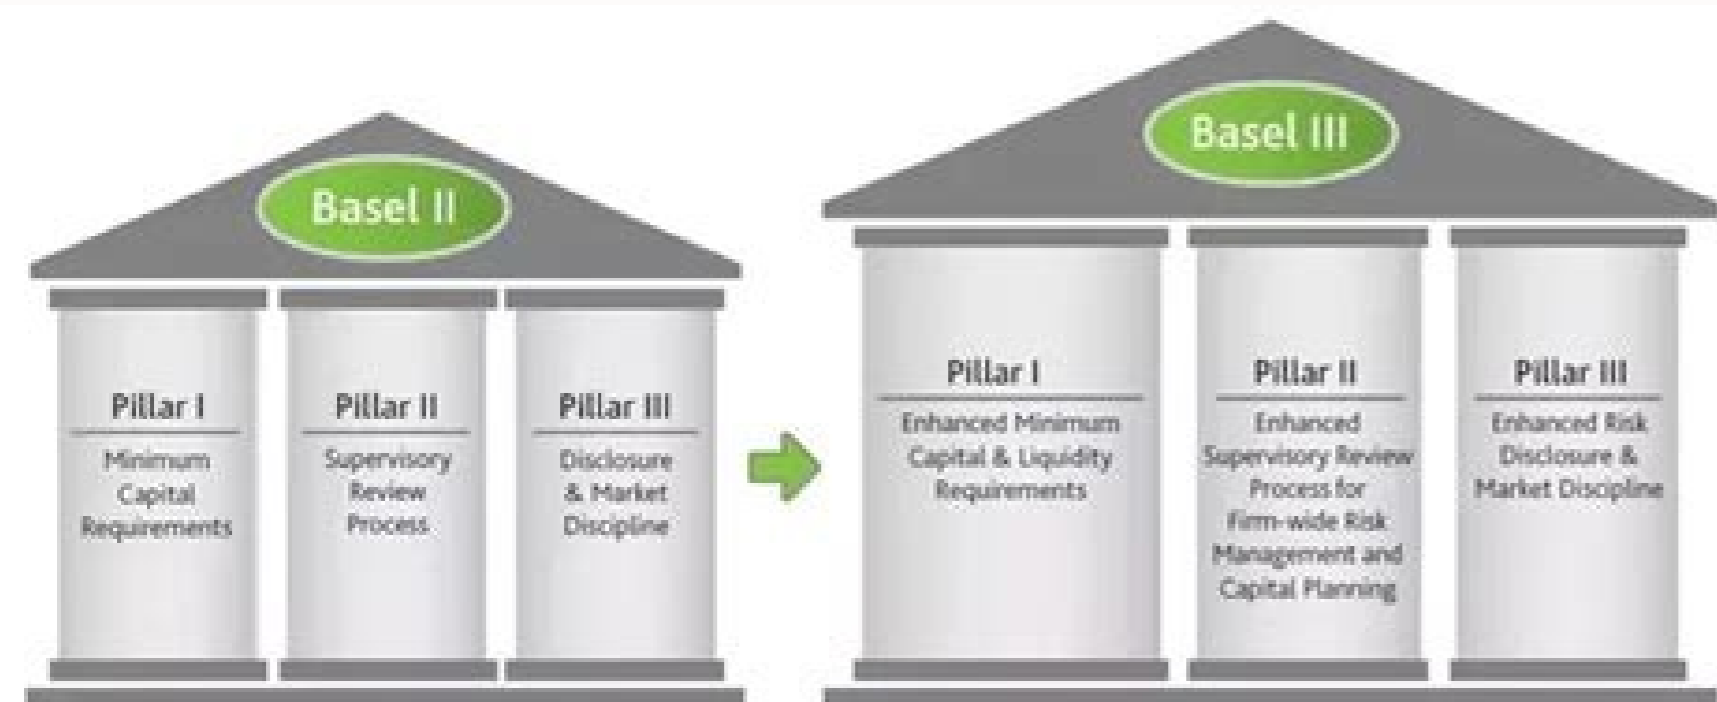 Basel II
Pillar I
Minimum
Capital
Requirements
Pillar II
Supervisory
Review
Process
Pillar III
Disclosure
& Market
Discipline
Basel III
Pillar I
Enhanced Minimum
Capital & Liquidity
Requirements
Pillar II
Enhanced
Supervisory Review
Process for
Firm-wide Risk
Management and
Capital Planning
Pillar III
Enhanced Risk
Disclosure &
Market Discipline